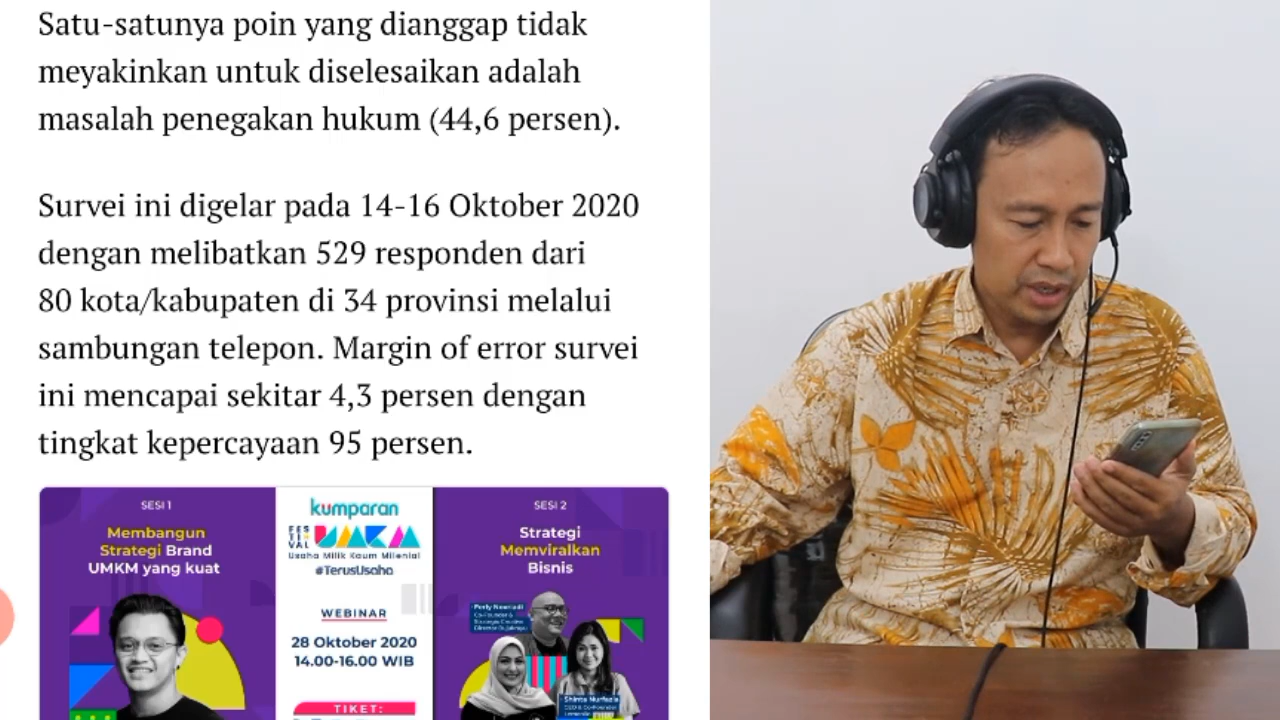 Satu-satunya poin yang dianggap tidak
meyakinkan untuk diselesaikan adalah
masalah penegakan hukum (44,6 persen).
Survei ini digelar pada 14-16 Oktober 2020
dengan melibatkan 529 responden dari
80 kota/kabupaten di 34 provinsi melalui
sambungan telepon. Margin of error survei
ini mencapai sekitar 4,3 persen dengan
tingkat kepercayaan 95 persen.
SESI 1
Membangun
Strategi Brand
UMKM yang kuat
kumparan
FESTIVAL UMKM
Usaha Milik Kaum Milenial
#TerusUsaha
WEBINAR
28 Oktober 2020
14.00-16.00 WIB
TIKET:
SESI 2
Strategi
Memviralkan
Bisnis
Co-Founder &